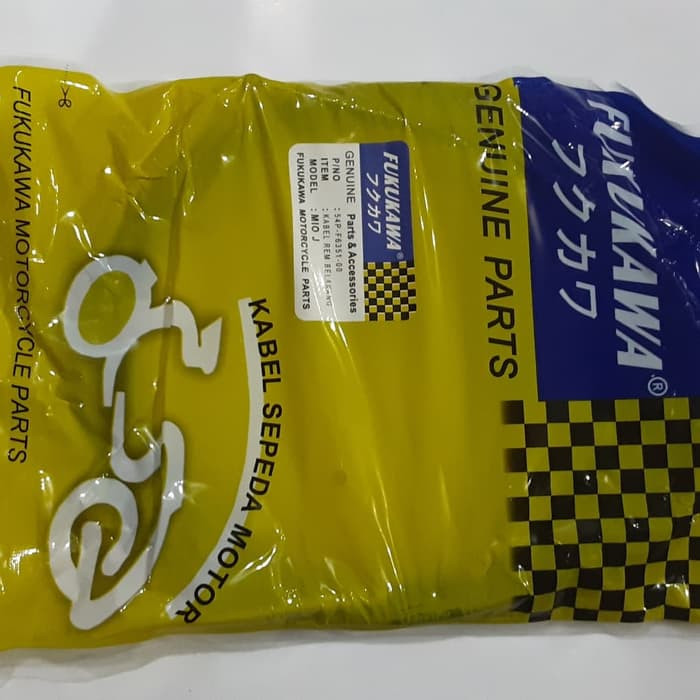 FUKUKAWA®
フクカワ
GENUINE PARTS
FUKUKAWA®
フクカワ
GENUINE Parts & Accessories
P/NO : 54P-F6351-00
ITEM : KABEL REM BELAKANG
MODEL : MIO J
FUKUKAWA MOTORCYCLE PARTS
KABEL SEPEDA MOTOR
FUKUKAWA MOTORCYCLE PARTS